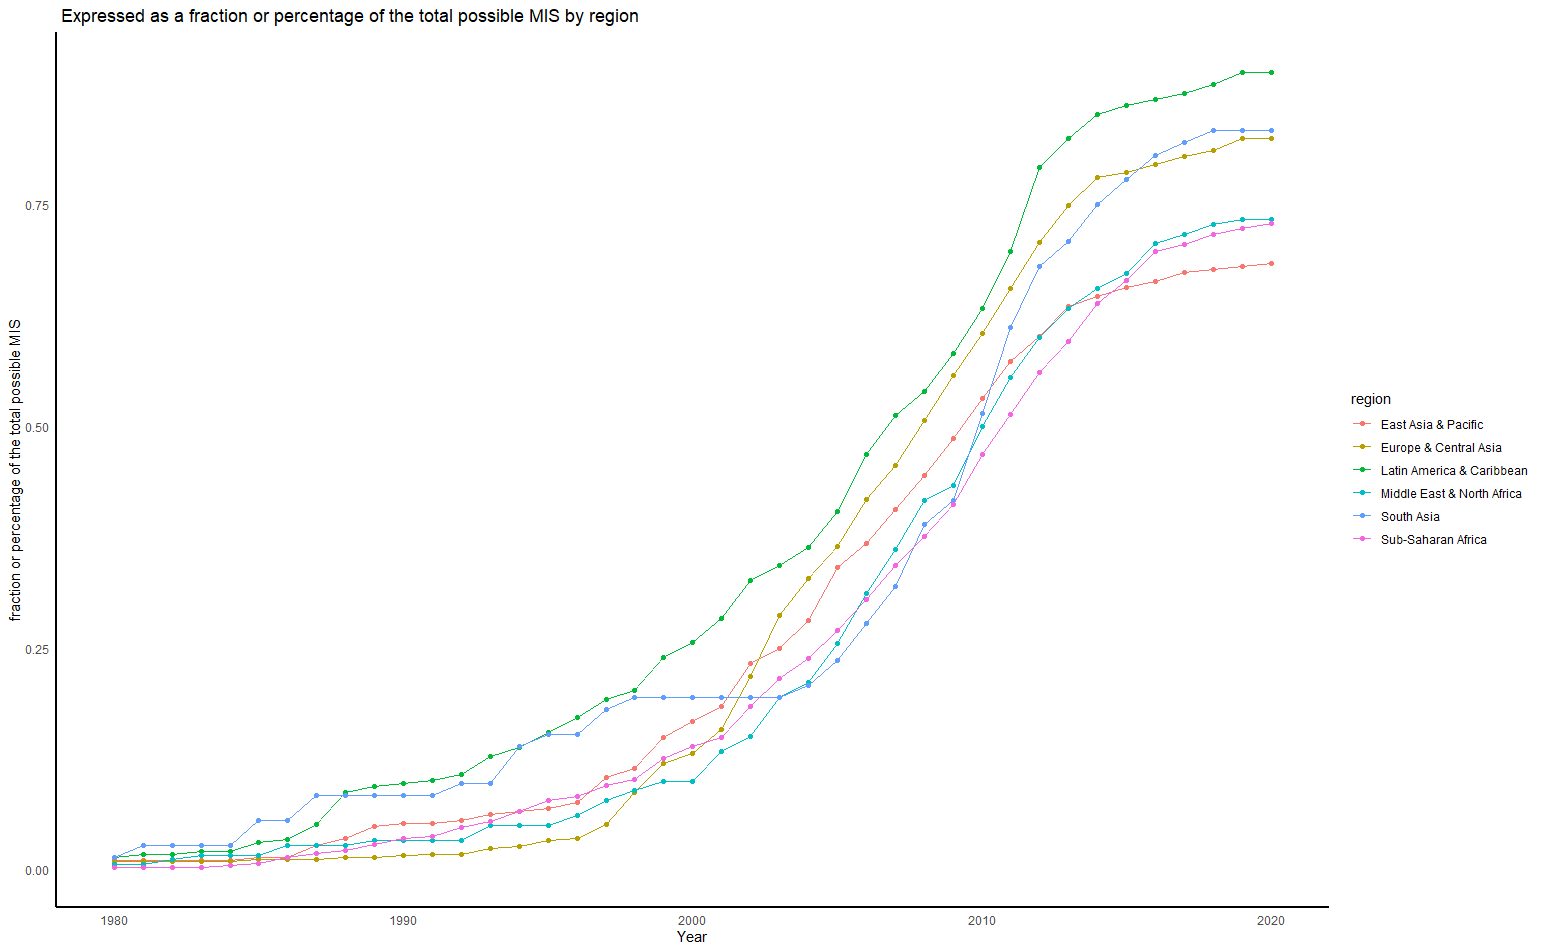 Expressed as a fraction or percentage of the total possible MIS by region
fraction or percentage of the total possible MIS
0.75
0.50
0.25
0.00
1980 1990 2000 2010 2020
Year
region
East Asia & Pacific
Europe & Central Asia
Latin America & Caribbean
Middle East & North Africa
South Asia
Sub-Saharan Africa